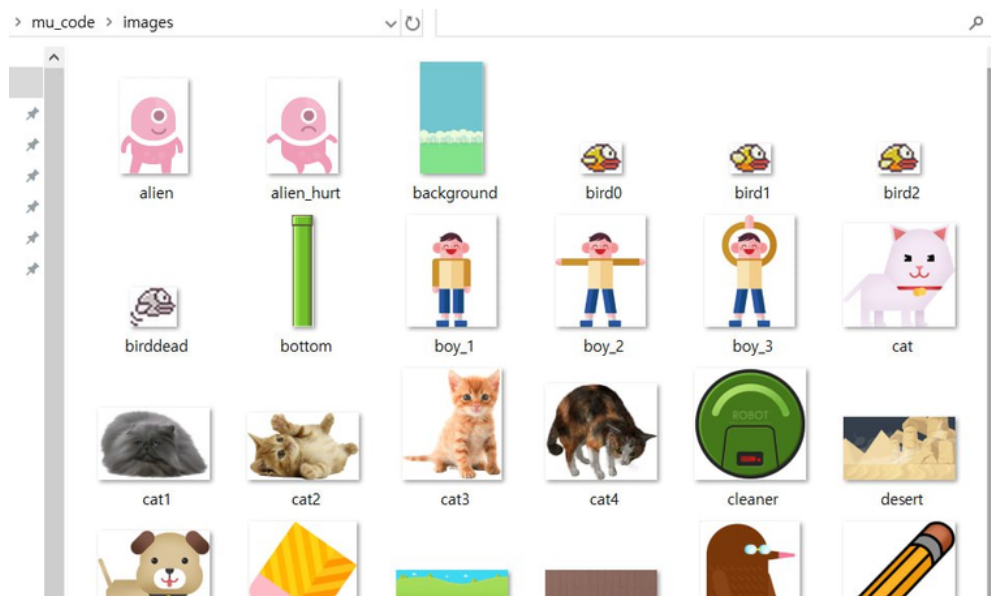 mu_code > images
alien alien_hurt background bird0 bird1 bird2
birddead bottom boy_1 boy_2 boy_3 cat
ROBOT
cat1 cat2 cat3 cat4 cleaner desert